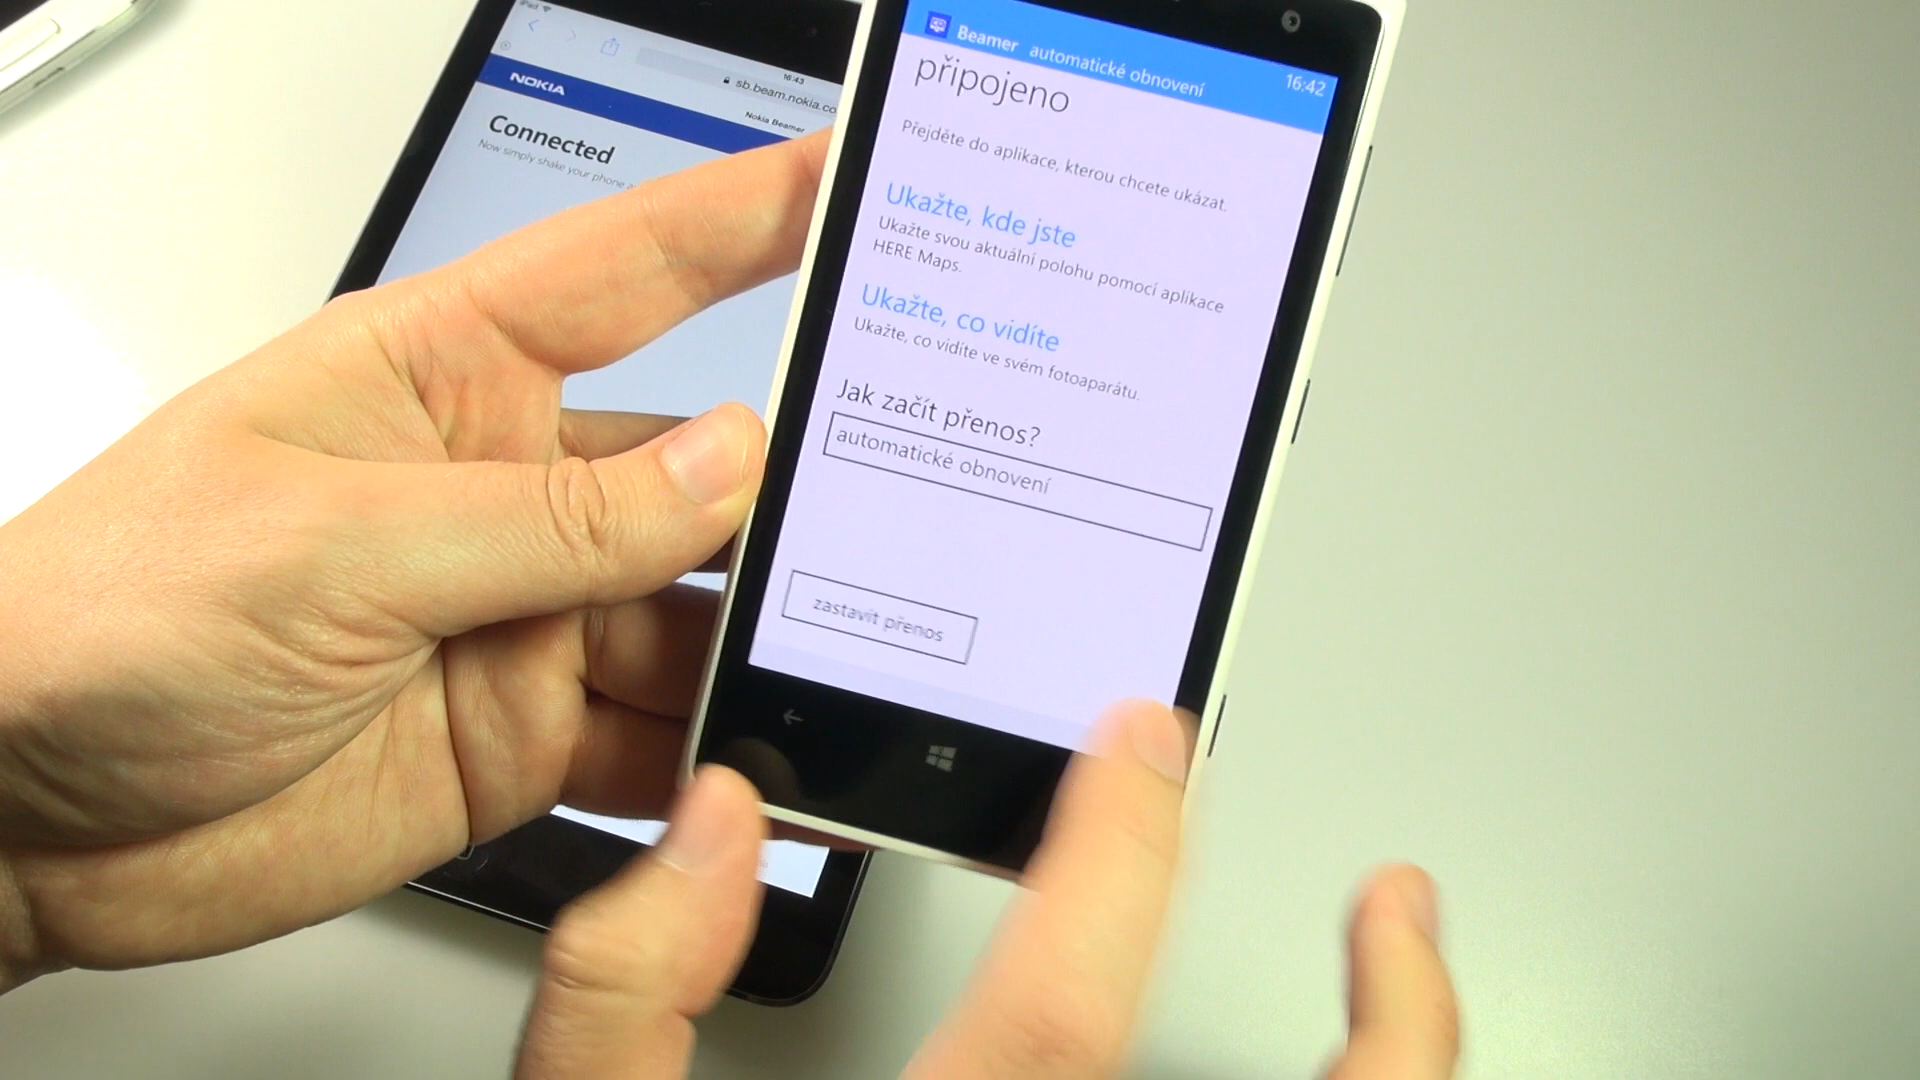 iPad
16:43
sb.beam.nokia.co
NOKIA
Nokia Beamer
Connected
Now simply shake your phone a
Beamer automatické obnovení
16:42
připojeno
Přejděte do aplikace, kterou chcete ukázat.
Ukažte, kde jste
Ukažte svou aktuální polohu pomocí aplikace
HERE Maps.
Ukažte, co vidíte
Ukažte, co vidíte ve svém fotoaparátu.
Jak začít přenos?
automatické obnovení
zastavit přenos